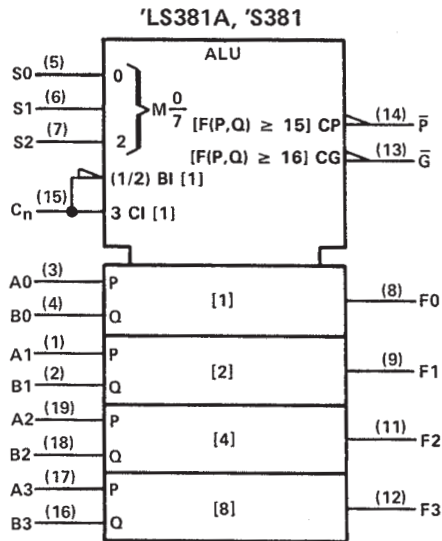 'LS381A, 'S381
ALU
S0 (5) 0
S1 (6) M 0/7
S2 (7) 2
[F(P,Q) ≥ 15] CP (14) P̅
[F(P,Q) ≥ 16] CG (13) G̅
(1/2) BI [1]
Cn (15) 3 CI [1]
A0 (3) P
B0 (4) Q
[1] (8) F0
A1 (1) P
B1 (2) Q
[2] (9) F1
A2 (19) P
B2 (18) Q
[4] (11) F2
A3 (17) P
B3 (16) Q
[8] (12) F3